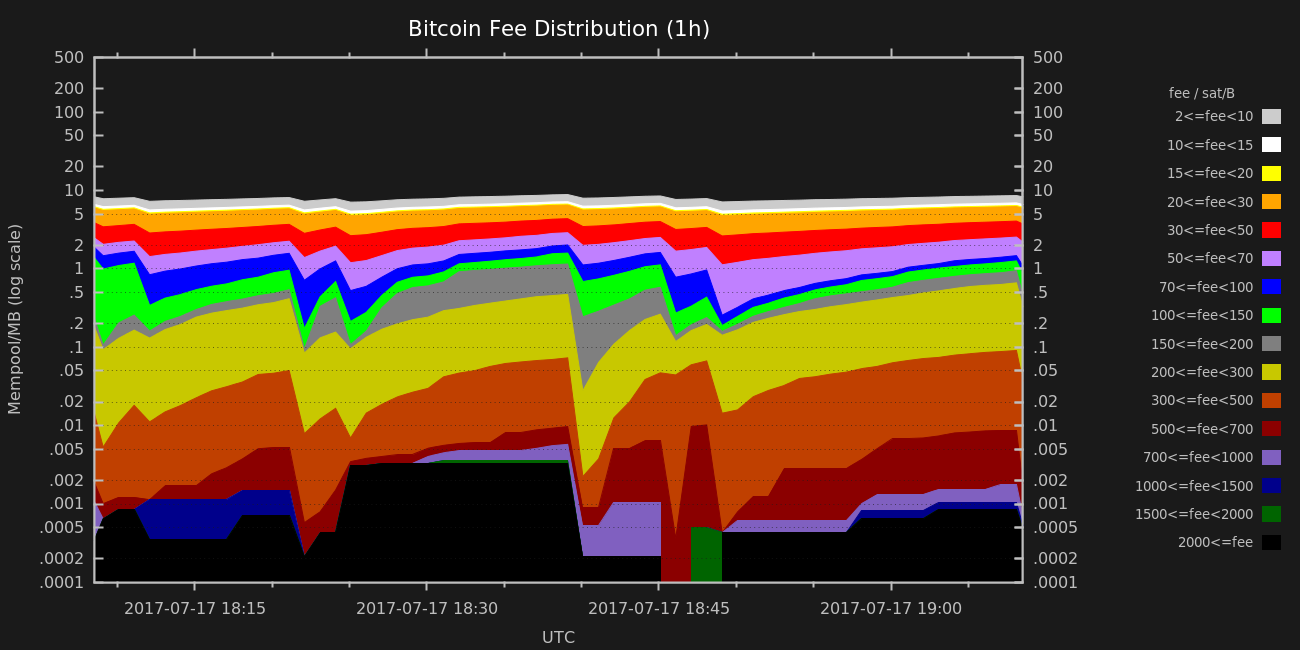 Bitcoin Fee Distribution (1h)
Mempool/MB (log scale)
500
200
100
50
20
10
5
2
1
.5
.2
.1
.05
.02
.01
.005
.002
.001
.0005
.0002
.0001
500
200
100
50
20
10
5
2
1
.5
.2
.1
.05
.02
.01
.005
.002
.001
.0005
.0002
.0001
2017-07-17 18:15
2017-07-17 18:30
2017-07-17 18:45
2017-07-17 19:00
UTC
fee / sat/B
2<=fee<10
10<=fee<15
15<=fee<20
20<=fee<30
30<=fee<50
50<=fee<70
70<=fee<100
100<=fee<150
150<=fee<200
200<=fee<300
300<=fee<500
500<=fee<700
700<=fee<1000
1000<=fee<1500
1500<=fee<2000
2000<=fee